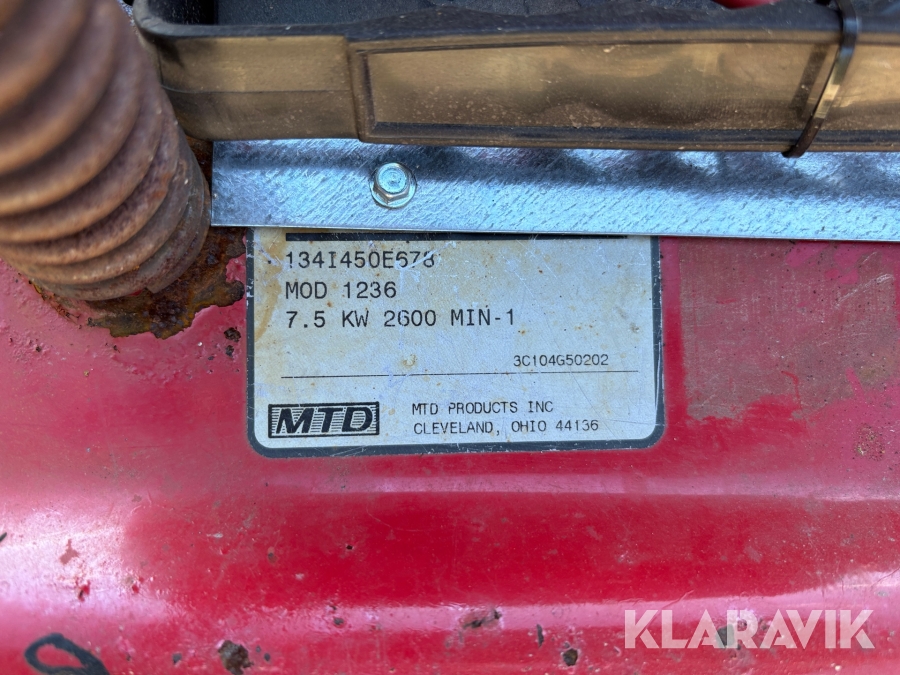 134I450E678
MOD 1236
7.5 KW 2600 MIN-1
3C104G50202
MTD
MTD PRODUCTS INC
CLEVELAND, OHIO 44136
KLARAVIK